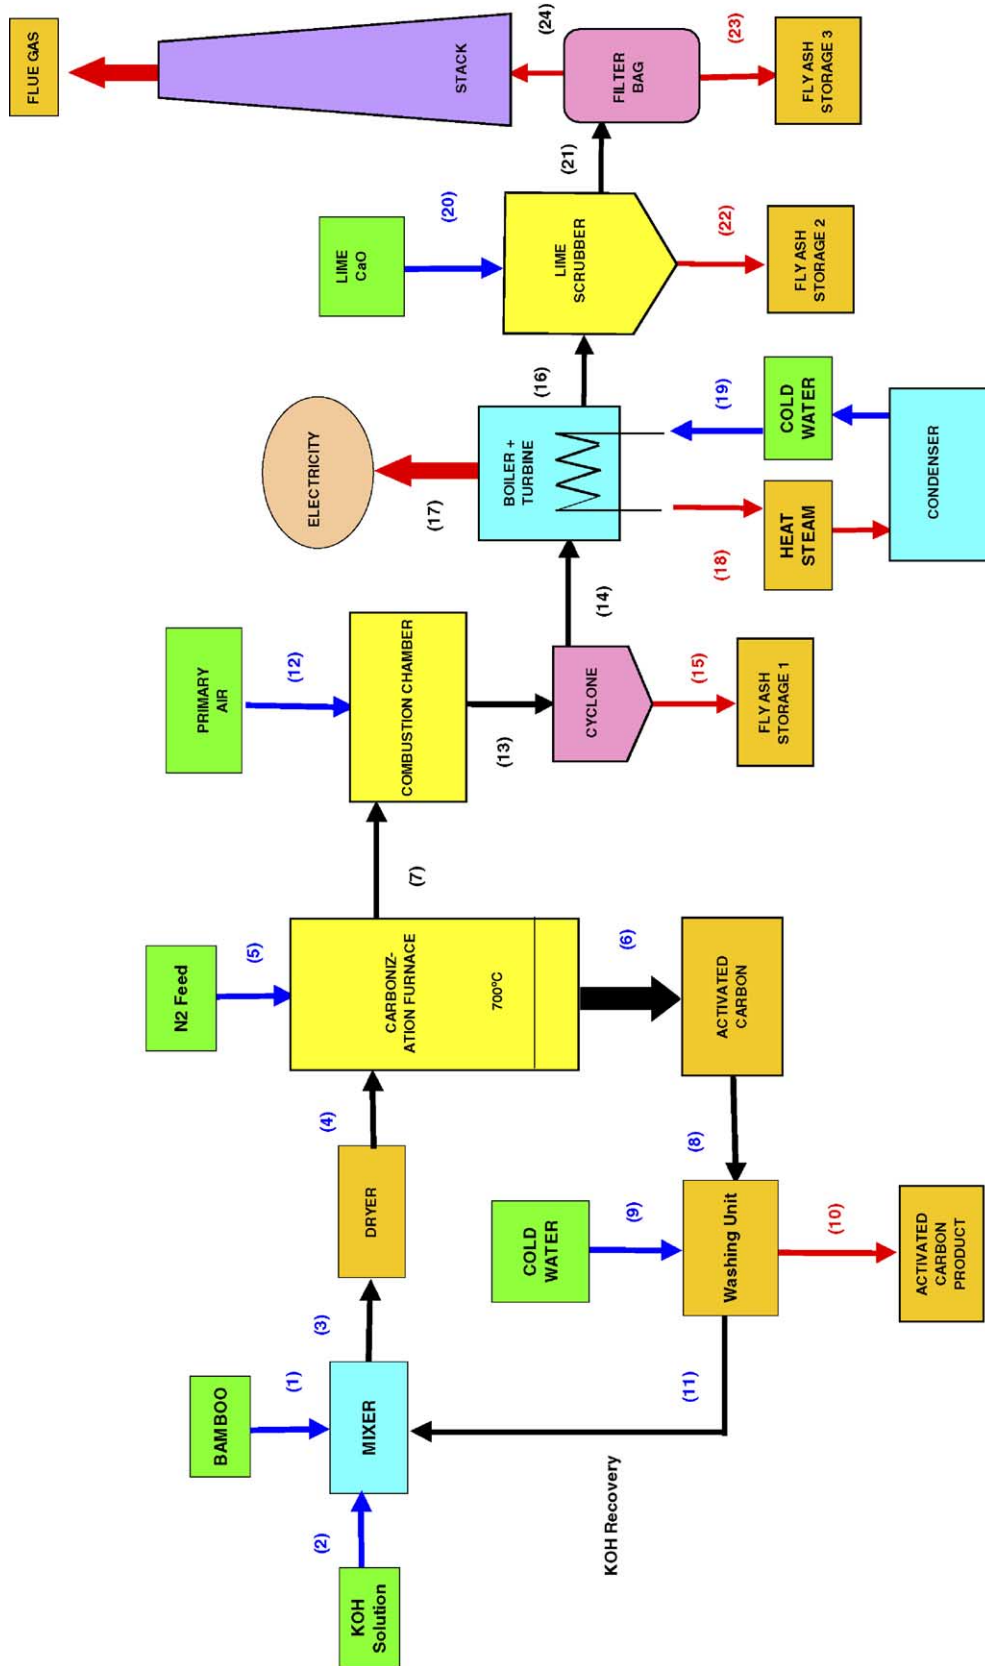 BAMBOO
(1)
KOH
Solution
(2)
MIXER
(3)
DRYER
(4)
N2 Feed
(5)
CARBONIZ-
ATION FURNACE
700ºC
(6)
ACTIVATED
CARBON
(7)
(8)
COLD
WATER
(9)
Washing Unit
(10)
ACTIVATED
CARBON
PRODUCT
(11)
KOH Recovery
PRIMARY
AIR
(12)
COMBUSTION CHAMBER
(13)
CYCLONE
(14)
(15)
FLY ASH
STORAGE 1
ELECTRICITY
(17)
BOILER +
TURBINE
(16)
(18)
HEAT
STEAM
(19)
COLD
WATER
CONDENSER
LIME
CaO
(20)
LIME
SCRUBBER
(21)
(22)
FLY ASH
STORAGE 2
FLUE GAS
STACK
(24)
FILTER
BAG
(23)
FLY ASH
STORAGE 3